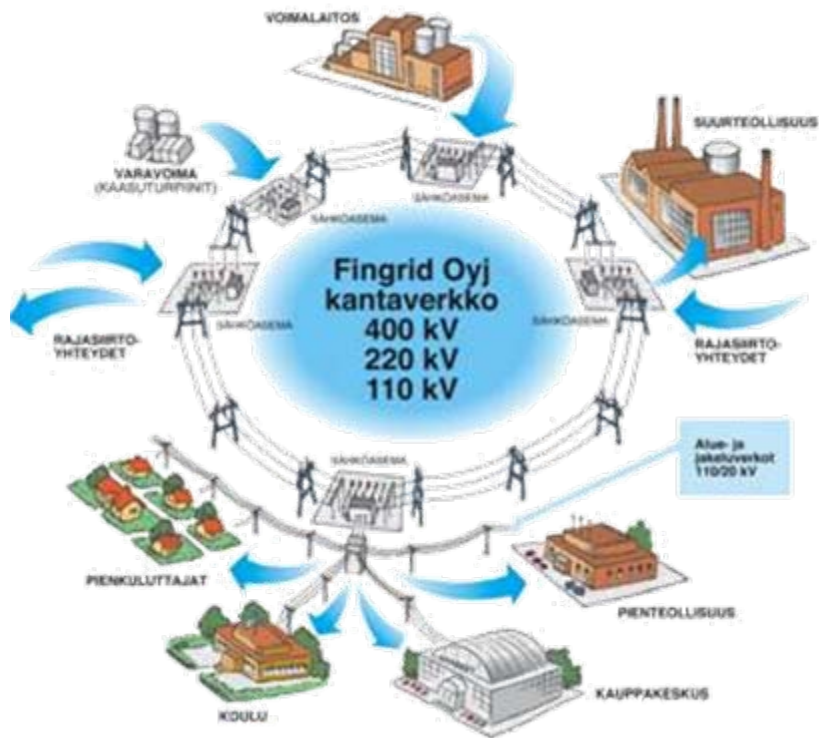 VOIMALAITOS
SUURTEOLLISUUS
VARAVOIMA
(KAASUTURPIINIT)
SÄHKÖASEMA
SÄHKÖASEMA
Fingrid Oyj
kantaverkko
400 kV
220 kV
110 kV
SÄHKÖASEMA
SÄHKÖASEMA
RAJASIIRTO-
YHTEYDET
RAJASIIRTO-
YHTEYDET
Alue- ja
jakeluverkot
110/20 kV
SÄHKÖASEMA
PIENKULUTTAJAT
PIENTEOLLISUUS
KOULU
KAUPPAKESKUS